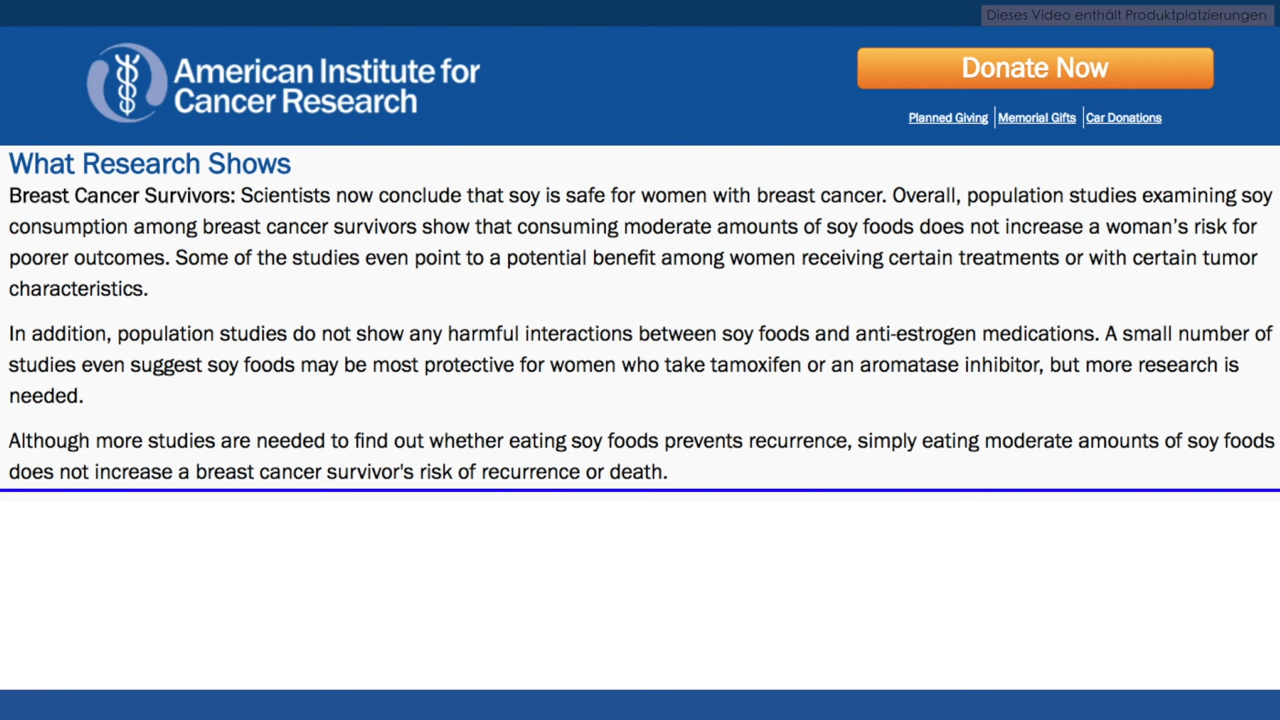 Dieses Video enthält Produktplatzierungen
American Institute for
Cancer Research
Donate Now
Planned Giving | Memorial Gifts | Car Donations
What Research Shows
Breast Cancer Survivors: Scientists now conclude that soy is safe for women with breast cancer. Overall, population studies examining soy
consumption among breast cancer survivors show that consuming moderate amounts of soy foods does not increase a woman's risk for
poorer outcomes. Some of the studies even point to a potential benefit among women receiving certain treatments or with certain tumor
characteristics.
In addition, population studies do not show any harmful interactions between soy foods and anti-estrogen medications. A small number of
studies even suggest soy foods may be most protective for women who take tamoxifen or an aromatase inhibitor, but more research is
needed.
Although more studies are needed to find out whether eating soy foods prevents recurrence, simply eating moderate amounts of soy foods
does not increase a breast cancer survivor's risk of recurrence or death.